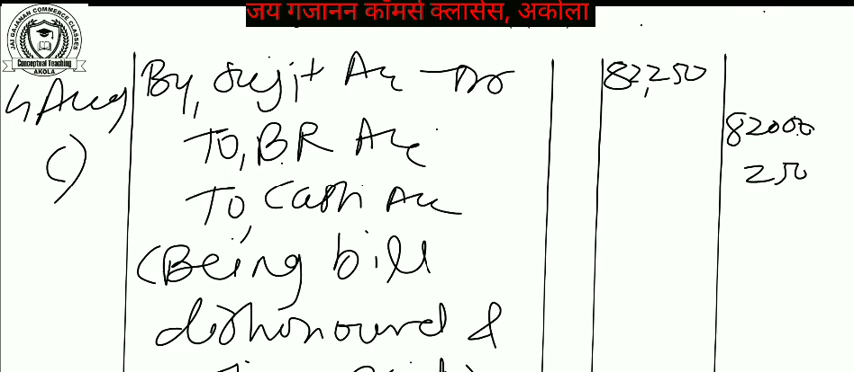 जय गजानन कॉमर्स क्लासेस, अकोला
JAI GAJANAN COMMERCE CLASSES
Conceptual Teaching
AKOLA
4 Aug By, Sujit A/c Dr 82,250
c) To, B.R A/c 82000
To, Cash A/c 250
(Being bill
dishonoured &